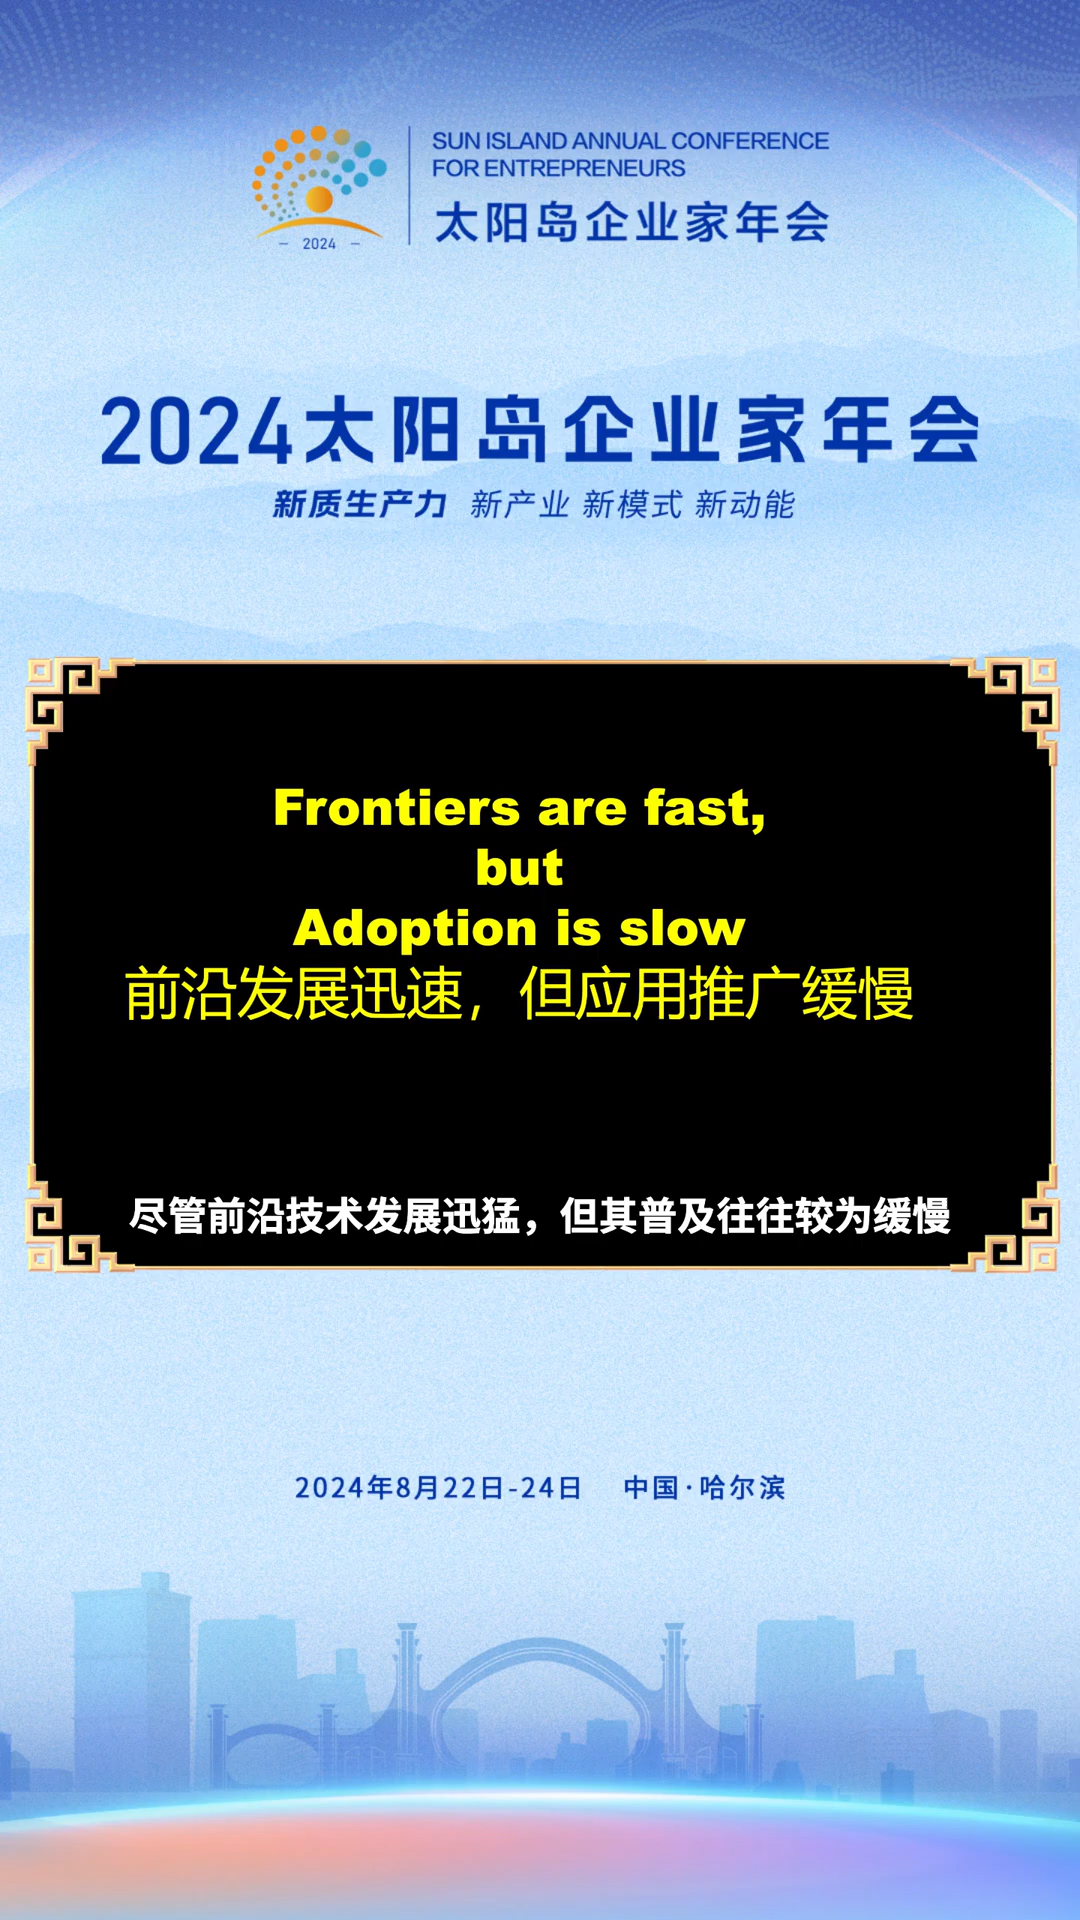 SUN ISLAND ANNUAL CONFERENCE
FOR ENTREPRENEURS
太阳岛企业家年会
— 2024 —
2024太阳岛企业家年会
新质生产力 新产业 新模式 新动能
Frontiers are fast,
but
Adoption is slow
前沿发展迅速，但应用推广缓慢
尽管前沿技术发展迅猛，但其普及往往较为缓慢
2024年8月22日-24日 中国·哈尔滨